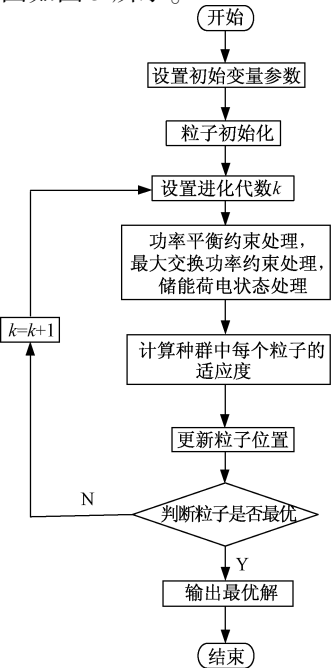 开始
设置初始变量参数
粒子初始化
设置进化代数k
功率平衡约束处理，
最大交换功率约束处理，
储能荷电状态处理
k=k+1
计算种群中每个粒子的
适应度
更新粒子位置
N
判断粒子是否最优
Y
输出最优解
结束